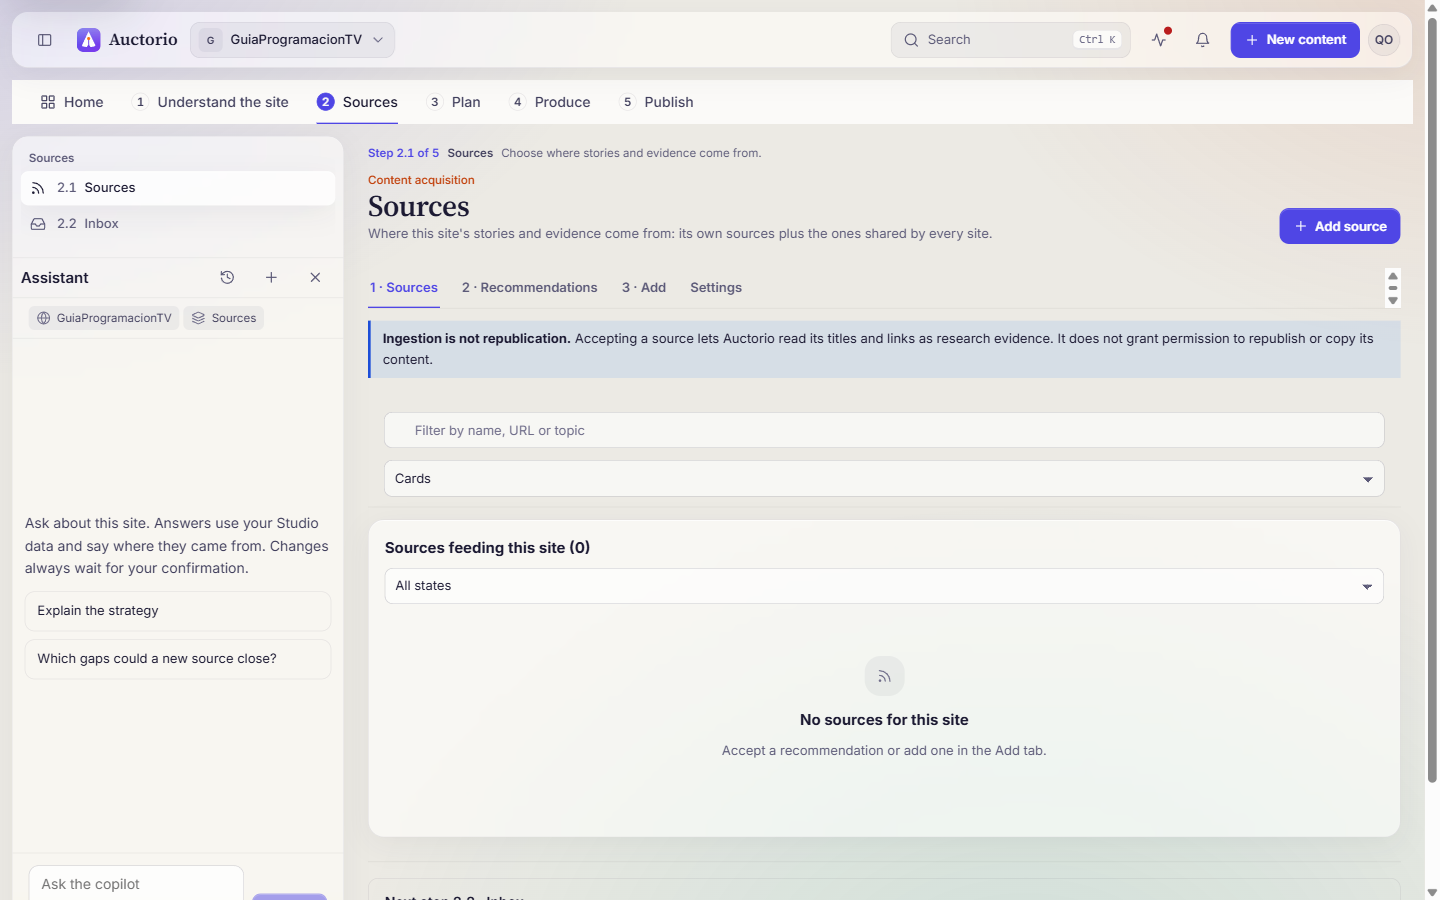 Auctorio
G GuiaProgramacionTV
Search Ctrl K
New content
QO
Home
1 Understand the site
2 Sources
3 Plan
4 Produce
5 Publish
Sources
2.1 Sources
2.2 Inbox
Assistant
GuiaProgramacionTV
Sources
Ask about this site. Answers use your Studio
data and say where they came from. Changes
always wait for your confirmation.
Explain the strategy
Which gaps could a new source close?
Ask the copilot
Step 2.1 of 5 Sources Choose where stories and evidence come from.
Content acquisition
Sources
Where this site's stories and evidence come from: its own sources plus the ones shared by every site.
Add source
1 · Sources
2 · Recommendations
3 · Add
Settings
Ingestion is not republication. Accepting a source lets Auctorio read its titles and links as research evidence. It does not grant permission to republish or copy its
content.
Filter by name, URL or topic
Cards
Sources feeding this site (0)
All states
No sources for this site
Accept a recommendation or add one in the Add tab.